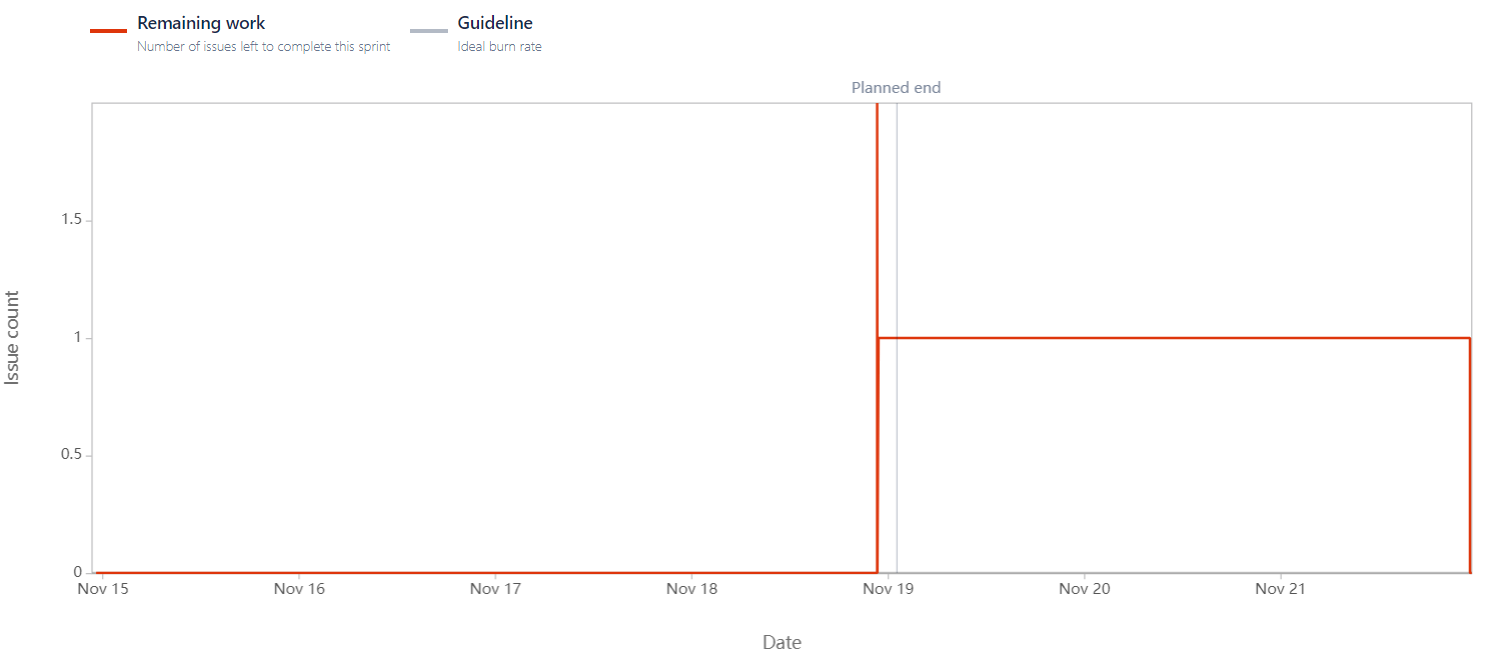 Remaining work
Number of issues left to complete this sprint
Guideline
Ideal burn rate
Planned end
1.5
1
0.5
0
Issue count
Nov 15 Nov 16 Nov 17 Nov 18 Nov 19 Nov 20 Nov 21
Date